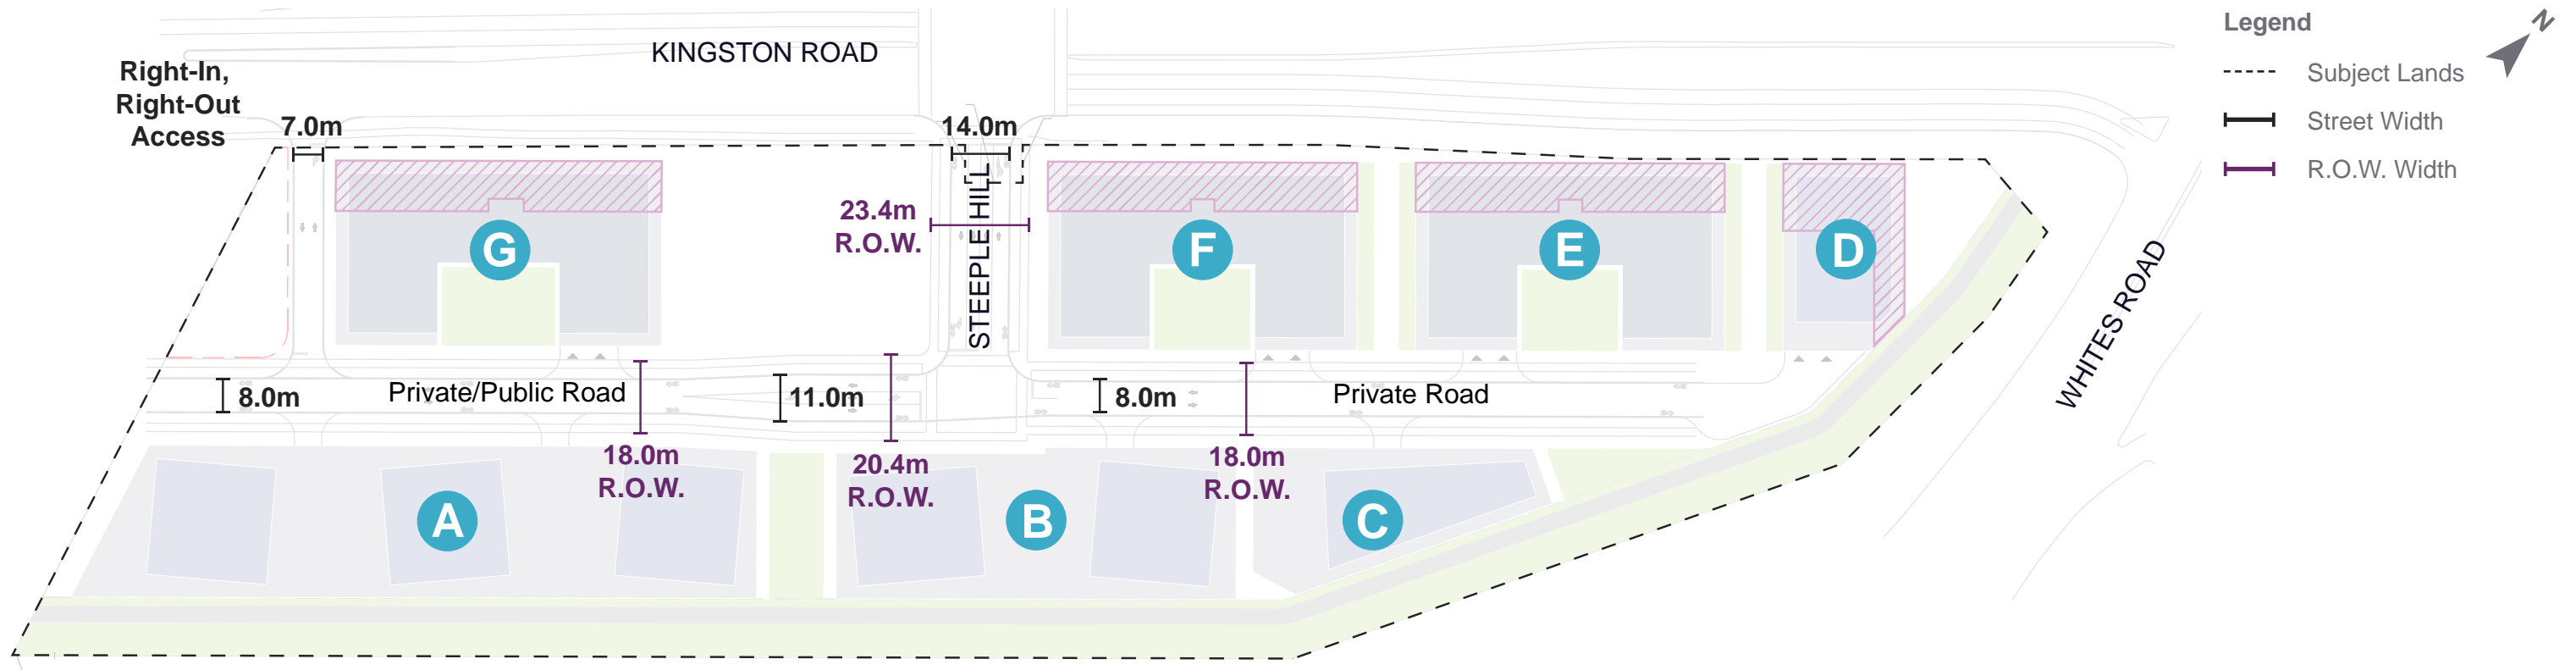 KINGSTON ROAD
Legend
N
Subject Lands
Street Width
R.O.W. Width
Right-In,
Right-Out
Access
7.0m
14.0m
STEEPLE HILL
23.4m
R.O.W.
G
F
E
D
WHITES ROAD
8.0m
Private/Public Road
11.0m
8.0m
Private Road
18.0m
R.O.W.
20.4m
R.O.W.
18.0m
R.O.W.
A
B
C